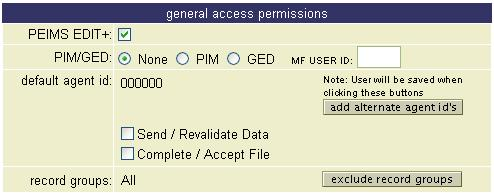 general access permissions
PEIMS EDIT+:
PIM/GED: None PIM GED MF USER ID:
default agent id: 000000 Note: User will be saved when
clicking these buttons
add alternate agent id's
Send / Revalidate Data
Complete / Accept File
record groups: All exclude record groups